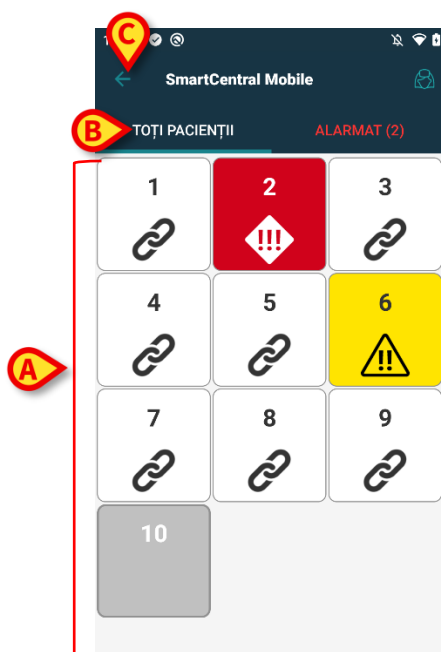 C
SmartCentral Mobile
B
TOȚI PACIENȚII ALARMAT (2)
1 2 3
!!!
4 5 6
A
!!
7 8 9
10